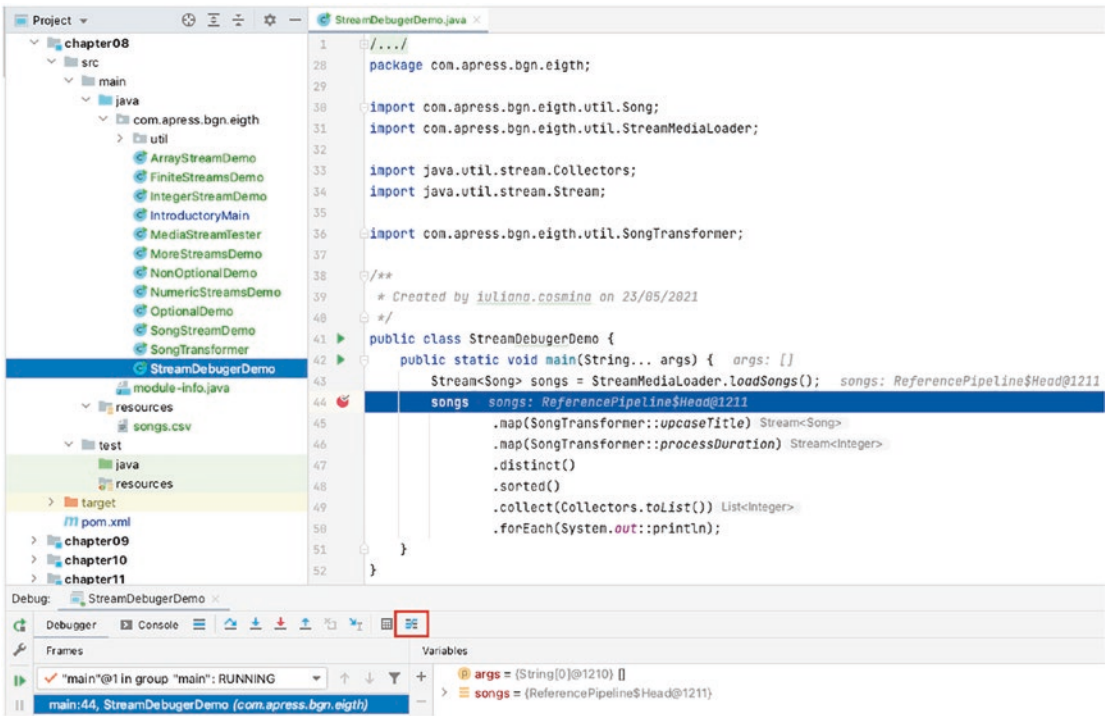 Project
StreamDebugerDemo.java
chapter08
src
main
java
com.apress.bgn.eigth
util
ArrayStreamDemo
FiniteStreamsDemo
IntegerStreamDemo
IntroductoryMain
MediaStreamTester
MoreStreamsDemo
NonOptionalDemo
NumericStreamsDemo
OptionalDemo
SongStreamDemo
SongTransformer
StreamDebugerDemo
module-info.java
resources
songs.csv
test
java
resources
target
pom.xml
chapter09
chapter10
chapter11
1 /.../
28 package com.apress.bgn.eigth;
29
30 import com.apress.bgn.eigth.util.Song;
31 import com.apress.bgn.eigth.util.StreamMediaLoader;
32
33 import java.util.stream.Collectors;
34 import java.util.stream.Stream;
35
36 import com.apress.bgn.eigth.util.SongTransformer;
37
38 /**
39 * Created by iuliana.cosmina on 23/05/2021
40 */
41 public class StreamDebugerDemo {
42 public static void main(String... args) { args: []
43 Stream<Song> songs = StreamMediaLoader.loadSongs(); songs: ReferencePipeline$Head@1211
44 songs songs: ReferencePipeline$Head@1211
45 .map(SongTransformer::upcaseTitle) Stream<Song>
46 .map(SongTransformer::processDuration) Stream<Integer>
47 .distinct()
48 .sorted()
49 .collect(Collectors.toList()) List<Integer>
50 .forEach(System.out::println);
51 }
52 }
Debug: StreamDebugerDemo
Debugger Console
Frames
Variables
"main"@1 in group "main": RUNNING
main:44, StreamDebugerDemo (com.apress.bgn.eigth)
args = {String[0]@1210} []
songs = {ReferencePipeline$Head@1211}